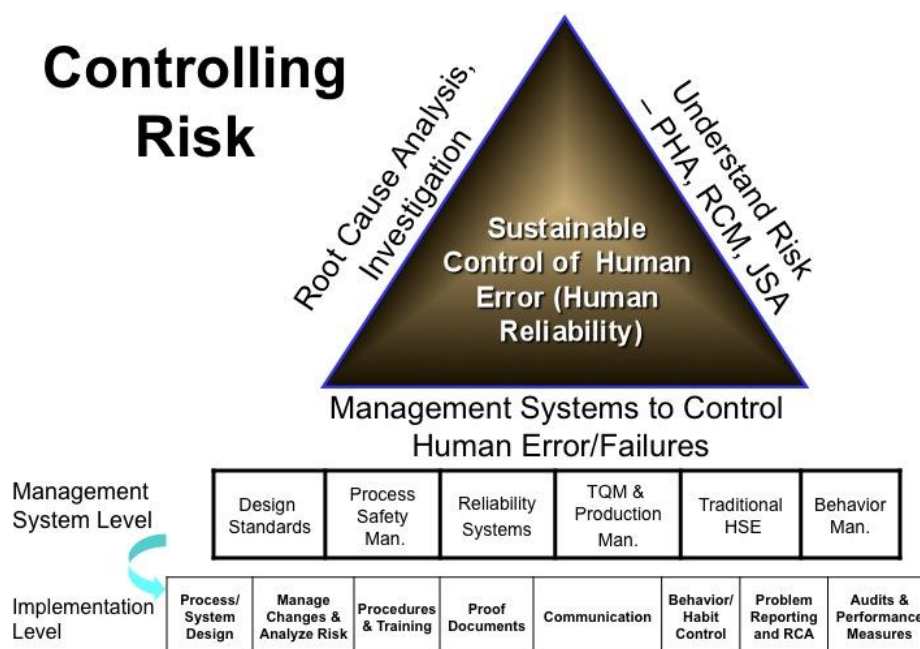 Controlling
Risk
Root Cause Analysis,
Investigation
Understand Risk
– PHA, RCM, JSA
Sustainable
Control of Human
Error (Human
Reliability)
Management Systems to Control
Human Error/Failures
Management
System Level
Design
Standards
Process
Safety
Man.
Reliability
Systems
TQM &
Production
Man.
Traditional
HSE
Behavior
Man.
Implementation
Level
Process/
System
Design
Manage
Changes &
Analyze Risk
Procedures
& Training
Proof
Documents
Communication
Behavior/
Habit
Control
Problem
Reporting
and RCA
Audits &
Performance
Measures